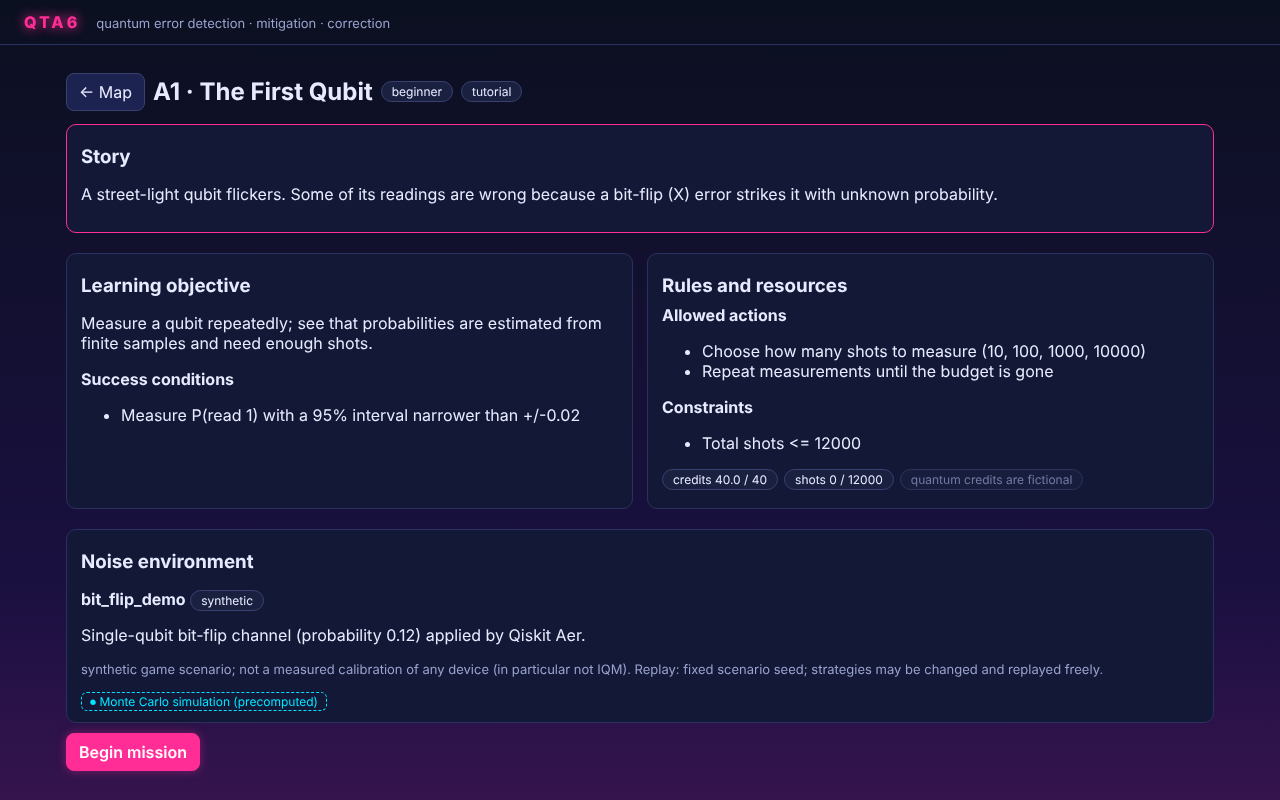 QTA6 quantum error detection · mitigation · correction
← Map A1 · The First Qubit beginner tutorial
Story
A street-light qubit flickers. Some of its readings are wrong because a bit-flip (X) error strikes it with unknown probability.
Learning objective
Measure a qubit repeatedly; see that probabilities are estimated from
finite samples and need enough shots.
Success conditions
• Measure P(read 1) with a 95% interval narrower than +/-0.02
Rules and resources
Allowed actions
• Choose how many shots to measure (10, 100, 1000, 10000)
• Repeat measurements until the budget is gone
Constraints
• Total shots <= 12000
credits 40.0 / 40 shots 0 / 12000 quantum credits are fictional
Noise environment
bit_flip_demo synthetic
Single-qubit bit-flip channel (probability 0.12) applied by Qiskit Aer.
synthetic game scenario; not a measured calibration of any device (in particular not IQM). Replay: fixed scenario seed; strategies may be changed and replayed freely.
● Monte Carlo simulation (precomputed)
Begin mission